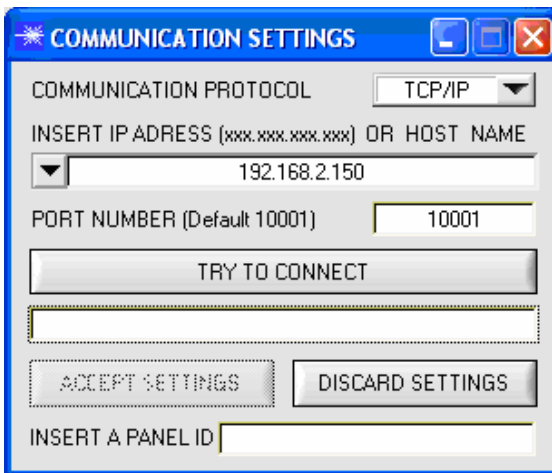 COMMUNICATION SETTINGS
COMMUNICATION PROTOCOL TCP/IP
INSERT IP ADRESS (xxx.xxx.xxx.xxx) OR HOST NAME
192.168.2.150
PORT NUMBER (Default 10001) 10001
TRY TO CONNECT
ACCEPT SETTINGS DISCARD SETTINGS
INSERT A PANEL ID